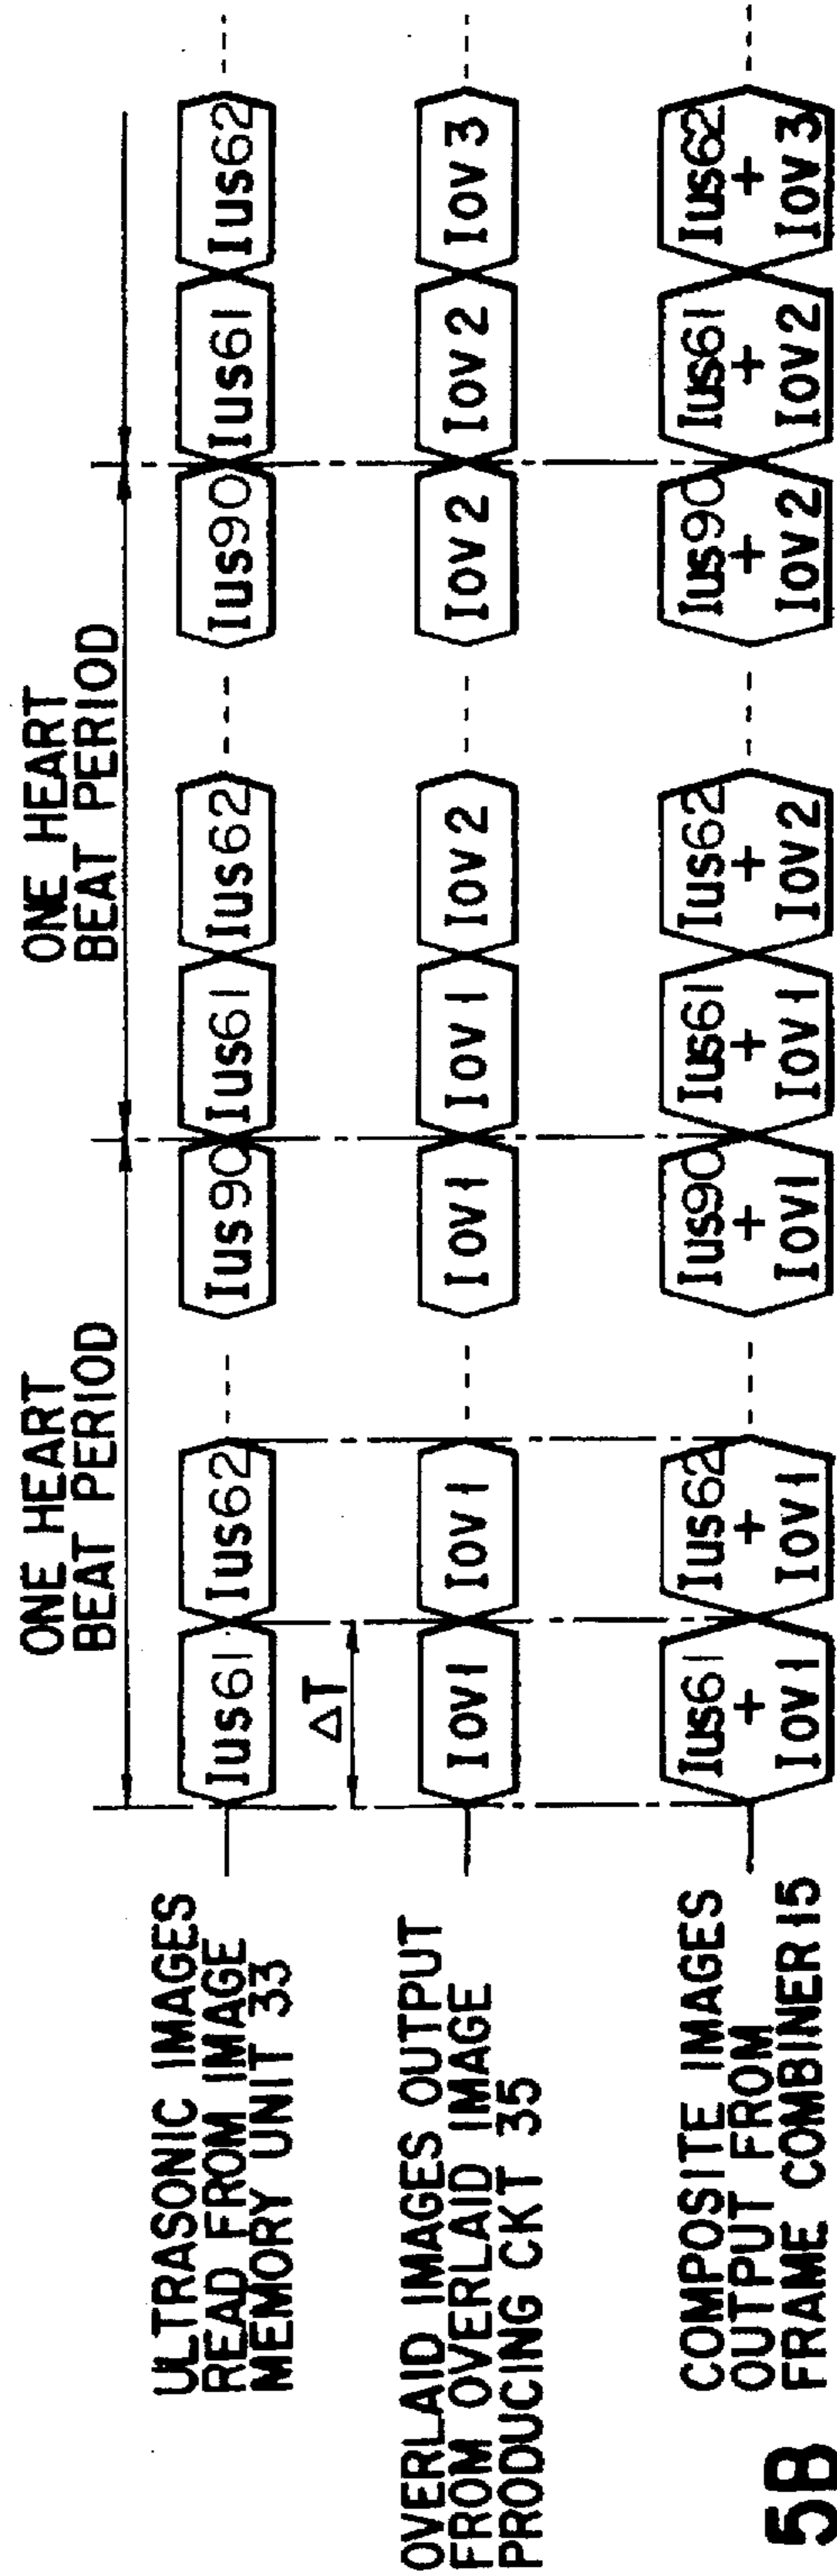 ONE HEART
BEAT PERIOD
ONE HEART
BEAT PERIOD
ULTRASONIC IMAGES
READ FROM IMAGE
MEMORY UNIT 33
Ius61
Ius62
Ius90
Ius61
Ius62
Ius90
Ius61
Ius62
ΔT
OVERLAID IMAGES OUTPUT
FROM OVERLAID IMAGE
PRODUCING CKT 35
IOV1
IOV1
IOV1
IOV1
IOV2
IOV2
IOV2
IOV3
COMPOSITE IMAGES
OUTPUT FROM
FRAME COMBINER15
Ius61
+
IOV1
Ius62
+
IOV1
Ius90
+
IOV1
Ius61
+
IOV1
Ius62
+
IOV2
Ius90
+
IOV2
Ius61
+
IOV2
Ius62
+
IOV3
5B